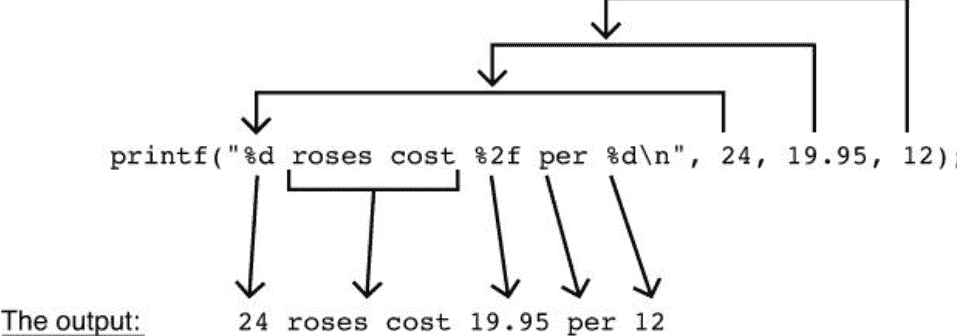 printf("%d roses cost %2f per %d\n", 24, 19.95, 12);
The output: 24 roses cost 19.95 per 12